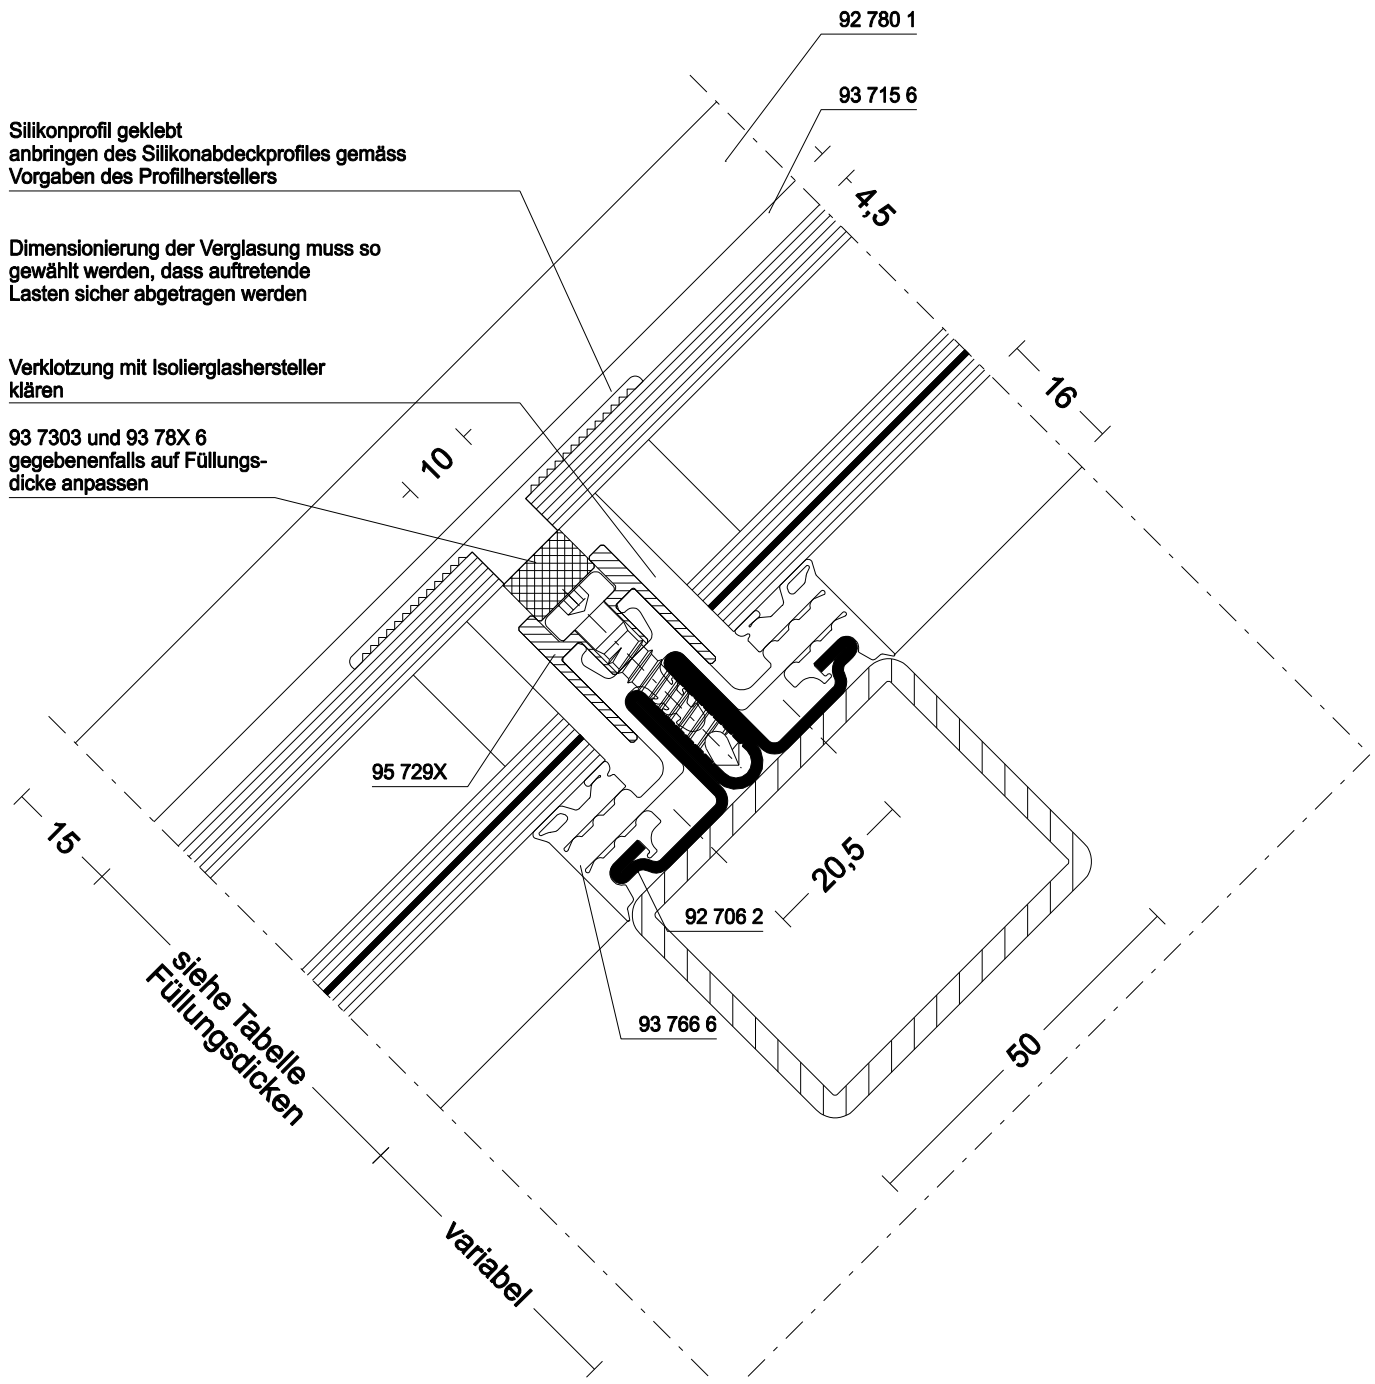 92 780 1
93 715 6
Silikonprofil geklebt
anbringen des Silikonabdeckprofiles gemäss
Vorgaben des Profilherstellers
4,5
Dimensionierung der Verglasung muss so
gewählt werden, dass auftretende
Lasten sicher abgetragen werden
Verklotzung mit Isolierglashersteller
klären
16
93 7303 und 93 78X 6
gegebenenfalls auf Füllungs-
dicke anpassen
10
95 729X
15
20,5
92 706 2
siehe Tabelle
Füllungsdicken
93 766 6
50
variabel